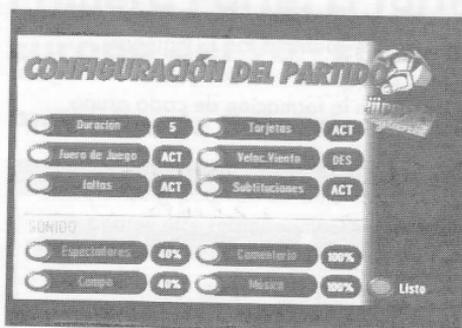 CONFIGURACIÓN DEL PARTIDO
Duración 5 Tarjetas ACT
Fuera de Juego ACT Veloc.Viento DES
Faltas ACT Subtituciones ACT
SONIDO
Espectadores 40% Comentario 100%
Campo 40% Música 100%
Listo